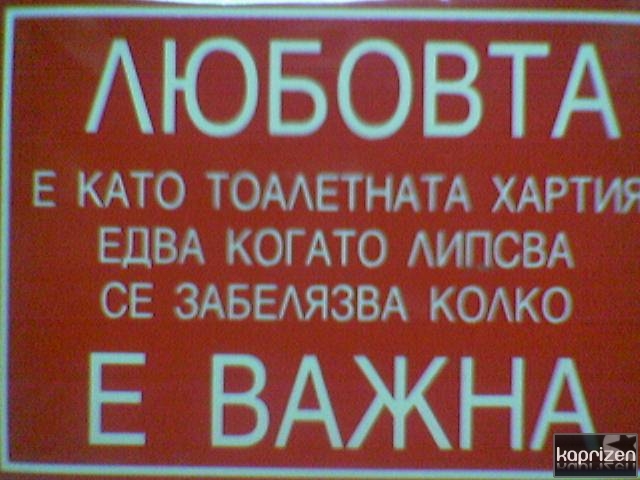 ЛЮБОВТА
Е КАТО ТОАЛЕТНАТА ХАРТИЯ
ЕДВА КОГАТО ЛИПСВА
СЕ ЗАБЕЛЯЗВА КОЛКО
Е ВАЖНА
kaprizen